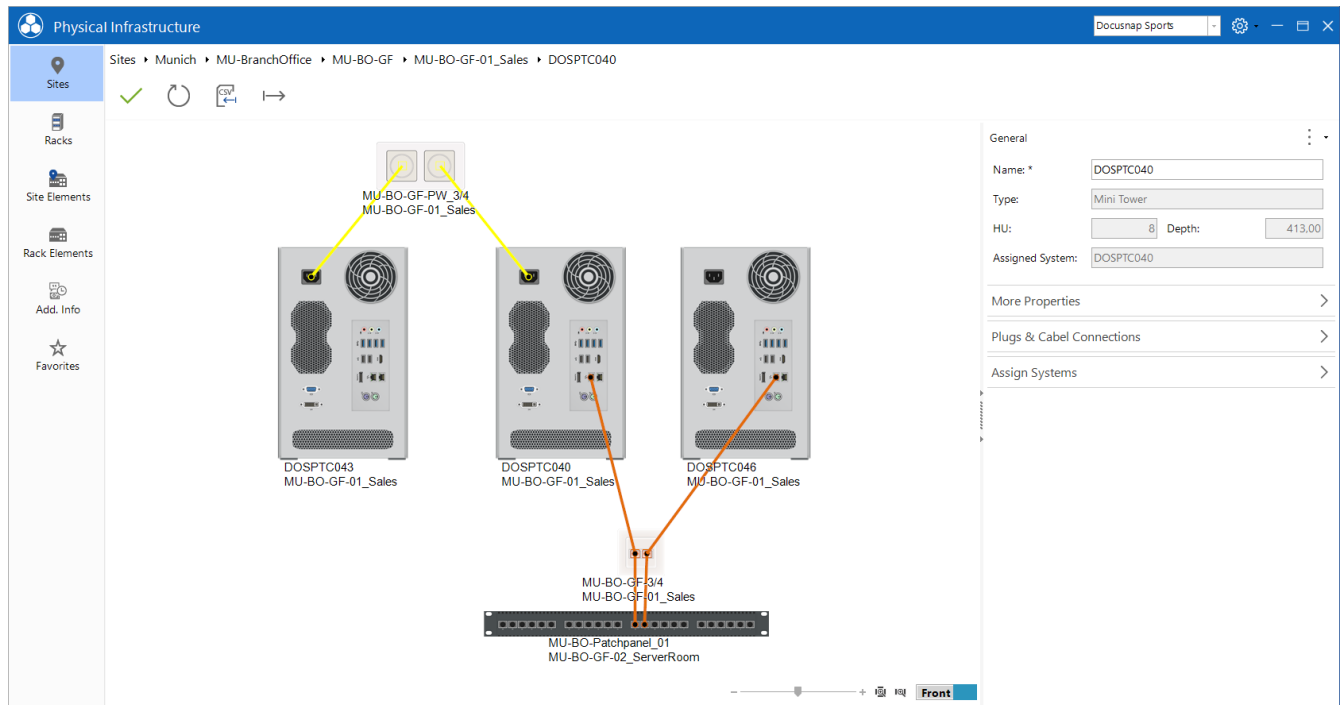 Physical Infrastructure
Docusnap Sports
Sites
Racks
Site Elements
Rack Elements
Add. Info
Favorites
Sites Munich MU-BranchOffice MU-BO-GF MU-BO-GF-01_Sales DOSPTC040
CSV
MU-BO-GF-PW_3/4
MU-BO-GF-01_Sales
DOSPTC043
MU-BO-GF-01_Sales
DOSPTC040
MU-BO-GF-01_Sales
DOSPTC046
MU-BO-GF-01_Sales
MU-BO-GF-3/4
MU-BO-GF-01_Sales
MU-BO-Patchpanel_01
MU-BO-GF-02_ServerRoom
Front
General
Name: * DOSPTC040
Type: Mini Tower
HU: 8 Depth: 413.00
Assigned System: DOSPTC040
More Properties
Plugs & Cabel Connections
Assign Systems